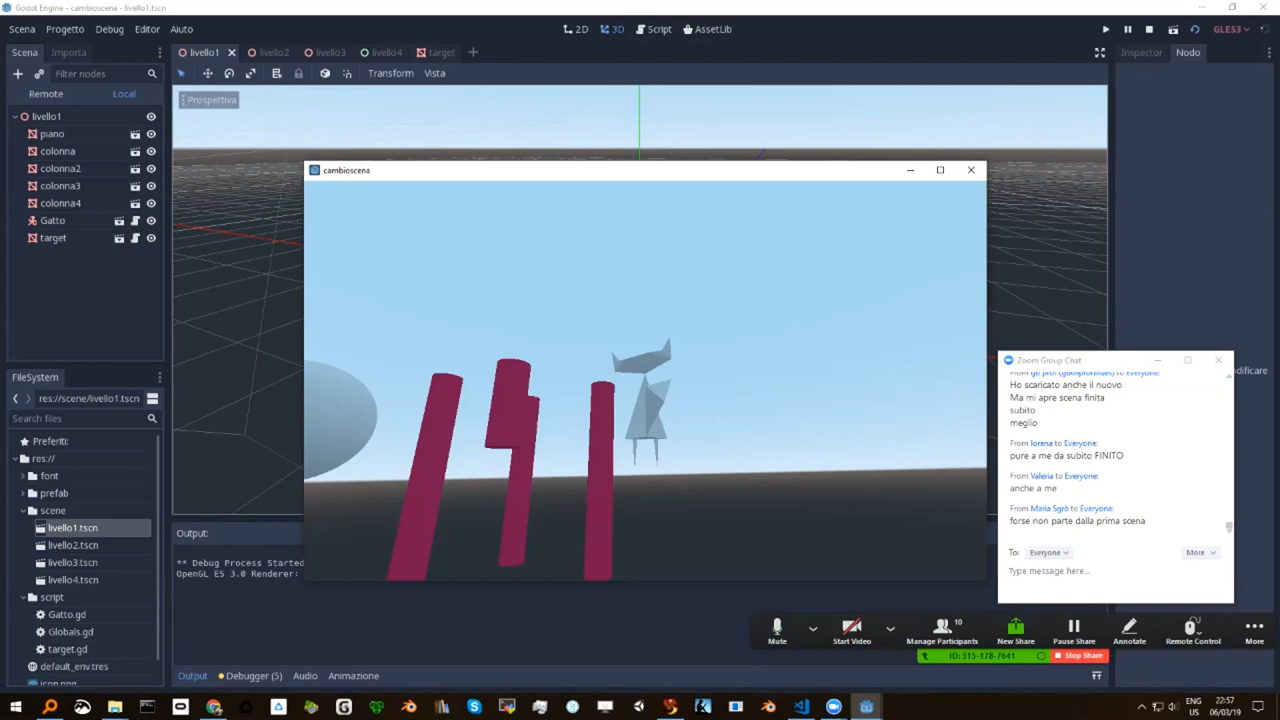 Godot Engine - cambioscena - livello1.tscn
Scena Progetto Debug Editor Aiuto
2D 3D Script AssetLib
GLES3
Scena Importa
livello1 livello2 livello3 livello4 target
Inspector Nodo
Filter nodes
Transform Vista
Remote Local
Prospettiva
livello1
piano
colonna
colonna2
colonna3
colonna4
Gatto
target
cambioscena
FileSystem
res://scene/livello1.tscn
Search files
Preferiti:
res://
font
prefab
scene
livello1.tscn
livello2.tscn
livello3.tscn
livello4.tscn
script
Gatto.gd
Globals.gd
target.gd
default_env.tres
icon.png
Output:
** Debug Process Started
OpenGL ES 3.0 Renderer:
Output Debugger (5) Audio Animazione
Zoom Group Chat
Ho scaricato anche il nuovo
Ma mi apre scena finita
subito
meglio
From lorena to Everyone:
pure a me da subito FINITO
From Valeria to Everyone:
anche a me
From Maria Sgrò to Everyone:
forse non parte dalla prima scena
To: Everyone More
Type message here...
odificare
10
Mute Start Video Manage Participants New Share Pause Share Annotate Remote Control More
ID: 315-178-7641 Stop Share
ENG 22:57
US 06/03/19